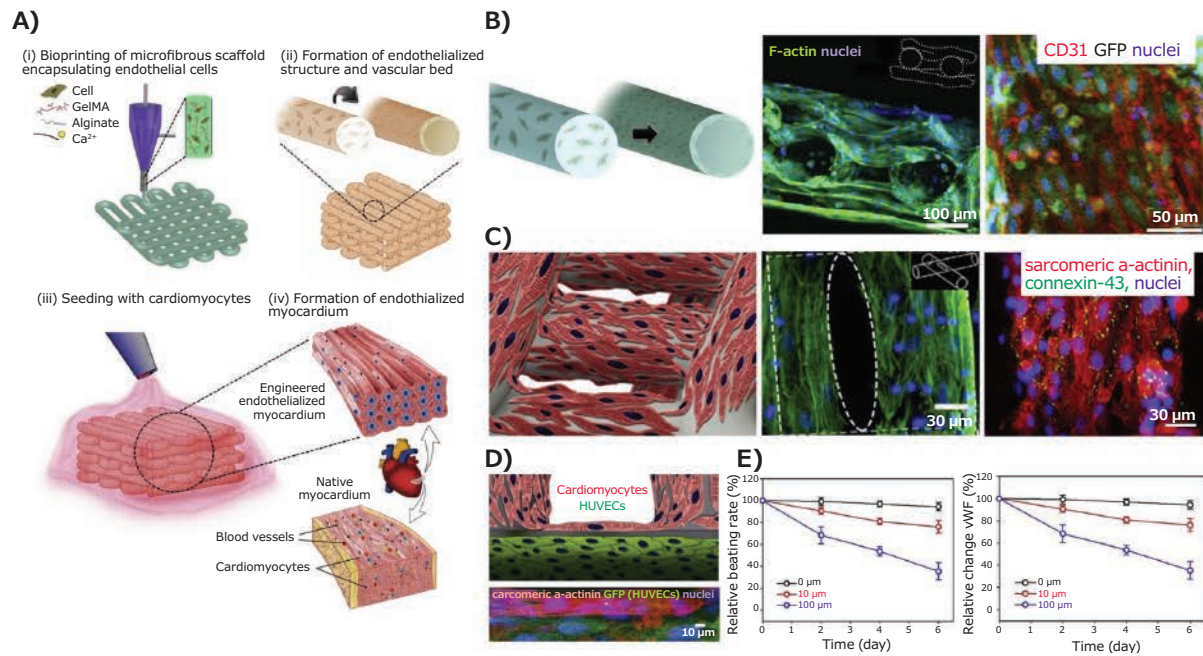 A)
(i) Bioprinting of microfibrous scaffold
encapsulating endothelial cells
Cell
GelMA
Alginate
Ca²⁺
(ii) Formation of endothelialized
structure and vascular bed
(iii) Seeding with cardiomyocytes
(iv) Formation of endothialized
myocardium
Engineered
endothelialized
myocardium
Native
myocardium
Blood vessels
Cardiomyocytes
B)
F-actin nuclei
100 µm
CD31 GFP nuclei
50 µm
C)
30 µm
sarcomeric a-actinin,
connexin-43, nuclei
30 µm
D)
Cardiomyocytes
HUVECs
carcomeric a-actinin GFP (HUVECs) nuclei
10 µm
E)
Relative beating rate (%)
120
100
80
60
40
20
0
0 µm
10 µm
100 µm
0 1 2 3 4 5 6
Time (day)
Relative change vWF (%)
120
100
80
60
40
20
0
0 µm
10 µm
100 µm
0 1 2 3 4 5 6
Time (day)